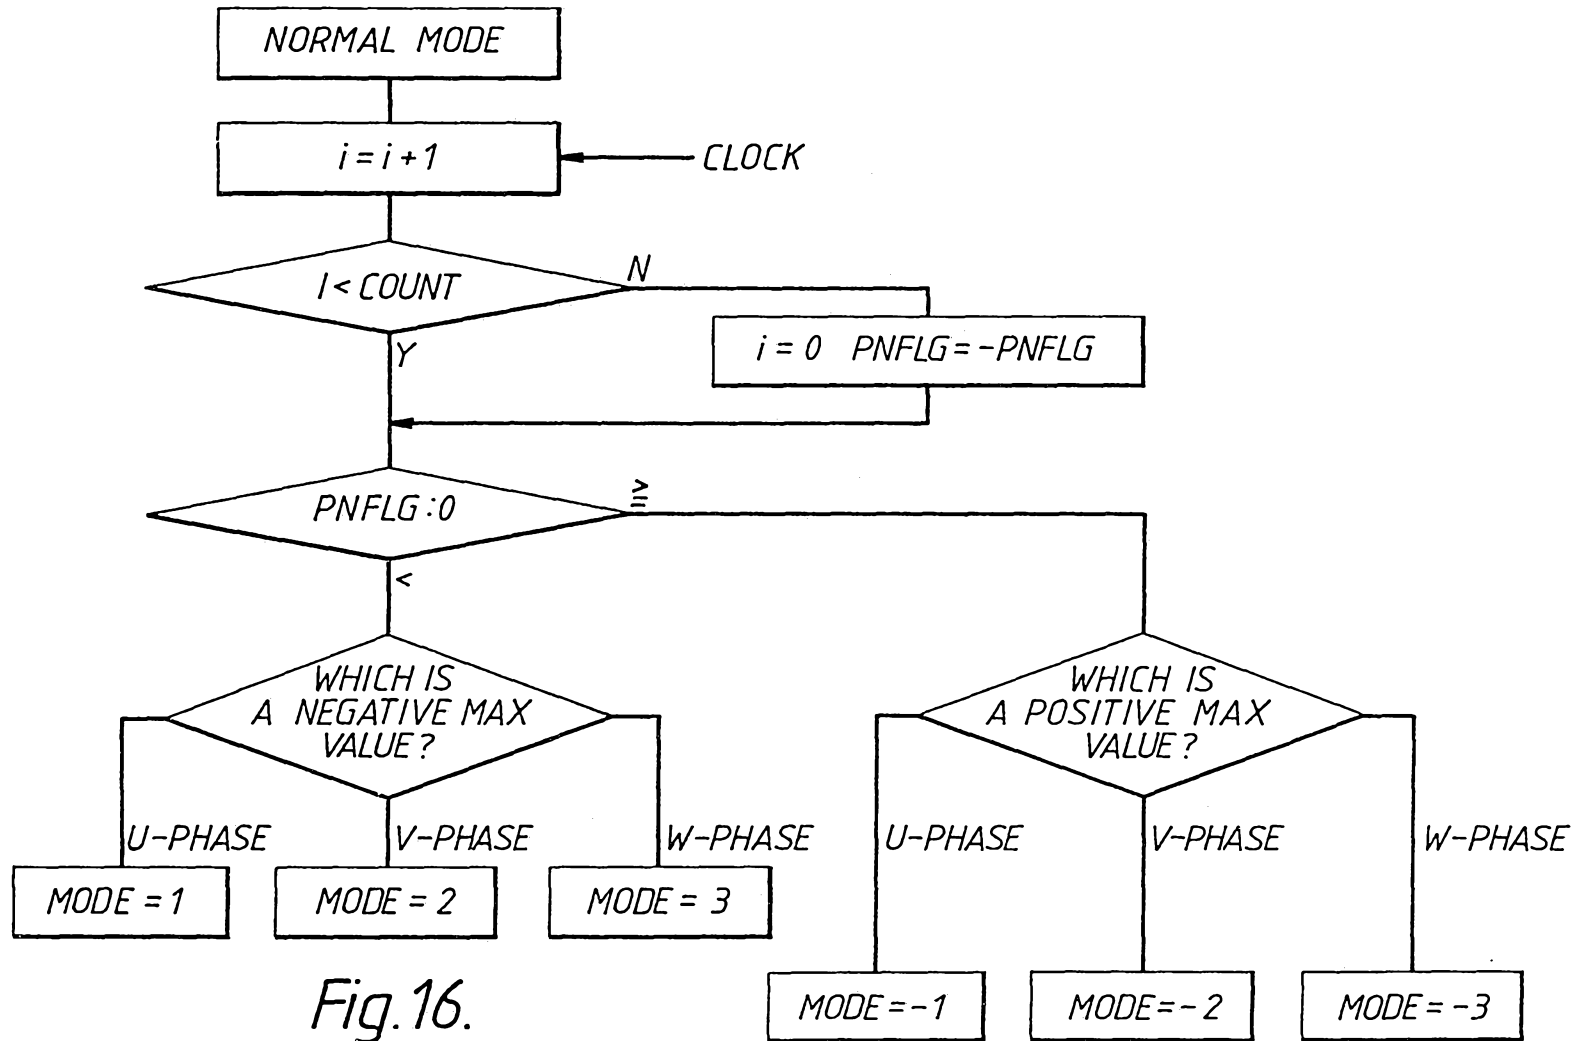 NORMAL MODE
i = i + 1
CLOCK
I < COUNT
N
Y
i = 0 PNFLG = -PNFLG
PNFLG : 0
≧
<
WHICH IS
A NEGATIVE MAX
VALUE?
WHICH IS
A POSITIVE MAX
VALUE?
U-PHASE
V-PHASE
W-PHASE
U-PHASE
V-PHASE
W-PHASE
MODE = 1
MODE = 2
MODE = 3
MODE = -1
MODE = -2
MODE = -3
Fig. 16.